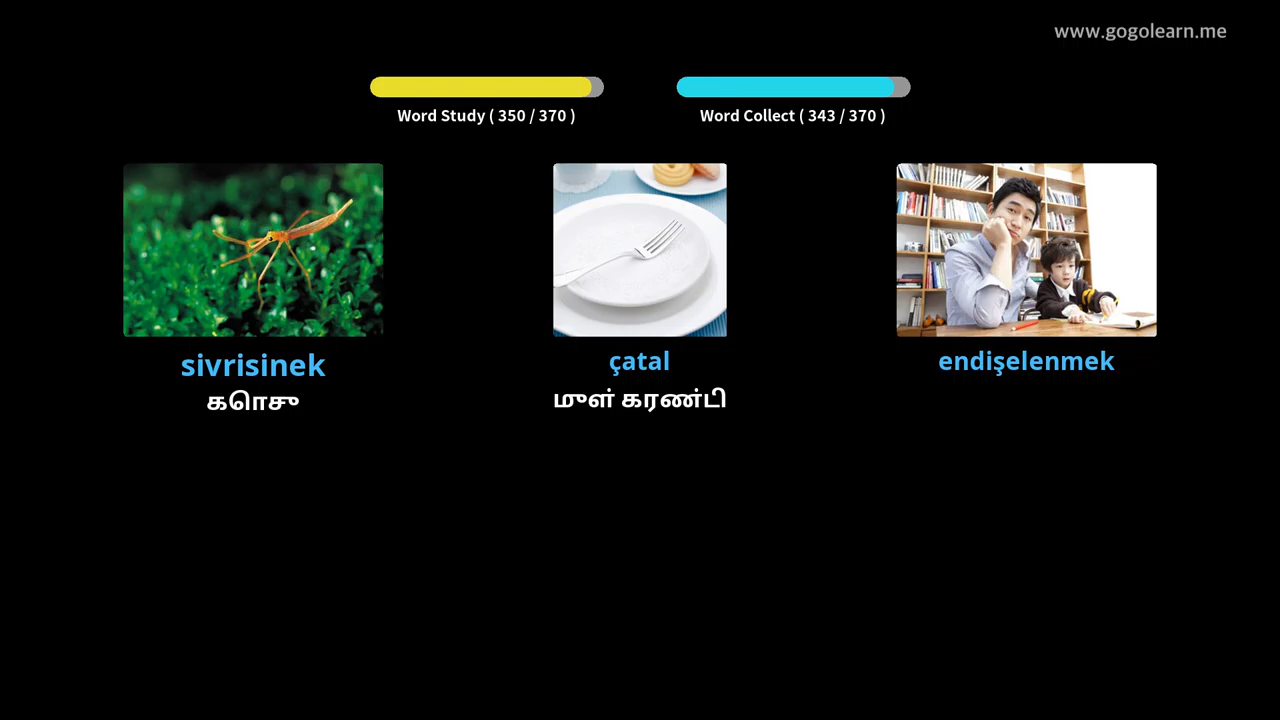 www.gogolearn.me
Word Study ( 350 / 370 )
Word Collect ( 343 / 370 )
sivrisinek
கொசு
çatal
முள் கரண்டி
endişelenmek